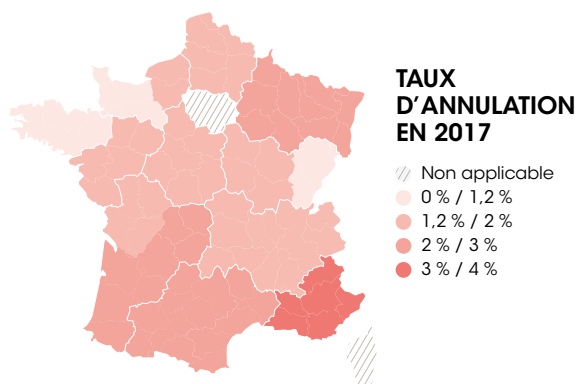 TAUX
D'ANNULATION
EN 2017
Non applicable
0 % / 1,2 %
1,2 % / 2 %
2 % / 3 %
3 % / 4 %